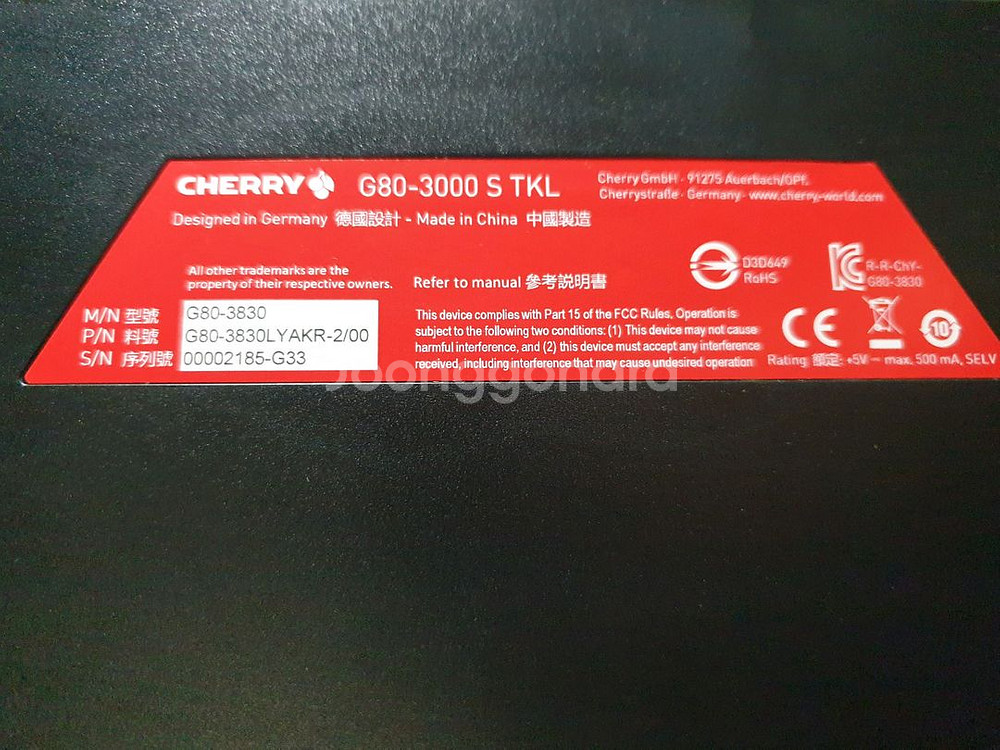 CHERRY G80-3000 S TKL
Cherry GmbH · 91275 Auerbach/OPF.
Cherrystraße · Germany · www.cherry-world.com
Designed in Germany 德國設計 - Made in China 中國製造
All other trademarks are the
property of their respective owners.
Refer to manual 參考説明書
D3D649
RoHS
R-R-ChY-
G80-3830
M/N 型號 G80-3830
P/N 料號 G80-3830LYAKR-2/00
S/N 序列號 00002185-G33
This device complies with Part 15 of the FCC Rules, Operation is
subject to the following two conditions: (1) This device may not cause
harmful interference, and (2) this device must accept any interference
received, including interference that may cause undesired operation
CE
10
Rating 額定: +5V ⎓ max. 500 mA, SELV
Joonggonara